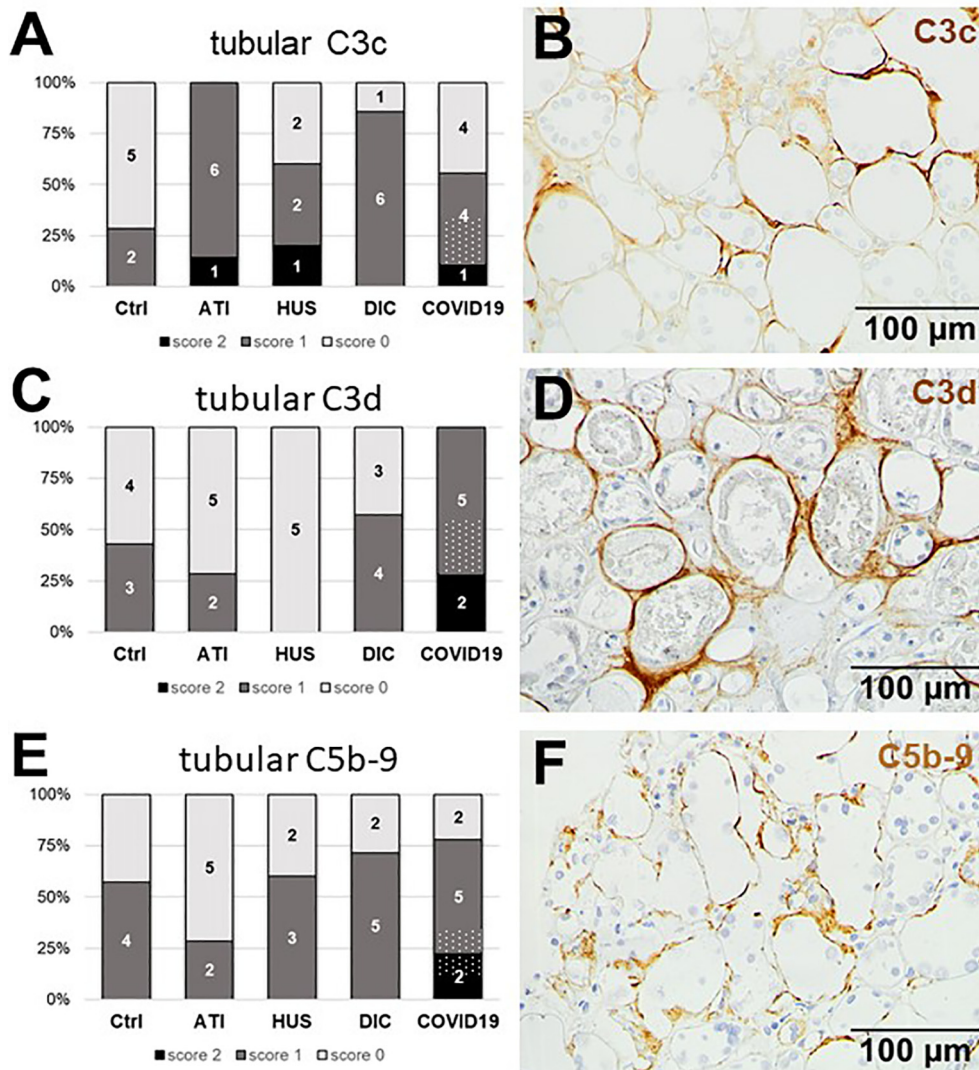 A
tubular C3c
100%
75%
50%
25%
0%
5
2
6
1
2
2
1
1
6
4
4
1
Ctrl ATI HUS DIC COVID19
score 2 score 1 score 0
B
C3c
100 µm
C
tubular C3d
100%
75%
50%
25%
0%
4
3
5
2
5
3
4
5
2
Ctrl ATI HUS DIC COVID19
score 2 score 1 score 0
D
C3d
100 µm
E
tubular C5b-9
100%
75%
50%
25%
0%
4
5
2
2
3
2
5
2
5
2
Ctrl ATI HUS DIC COVID19
score 2 score 1 score 0
F
C5b-9
100 µm